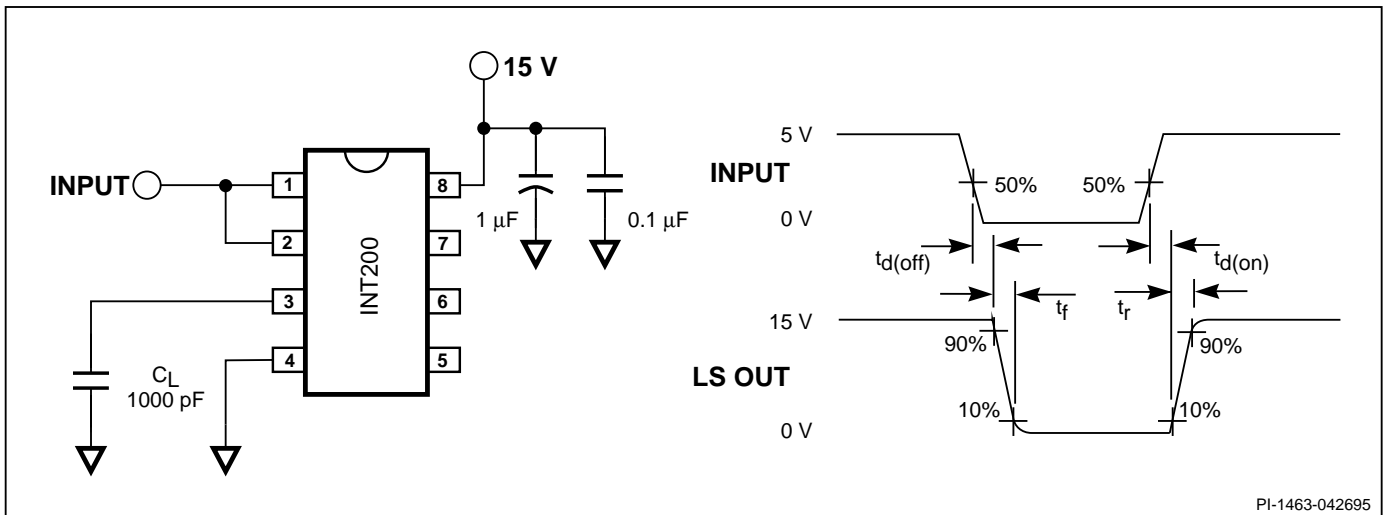 15 V
INPUT
1
2
3
4
8
7
6
5
INT200
1 μF
0.1 μF
CL
1000 pF
5 V
INPUT
0 V
50%
50%
td(off)
td(on)
tf
tr
15 V
LS OUT
0 V
90%
90%
10%
10%
PI-1463-042695